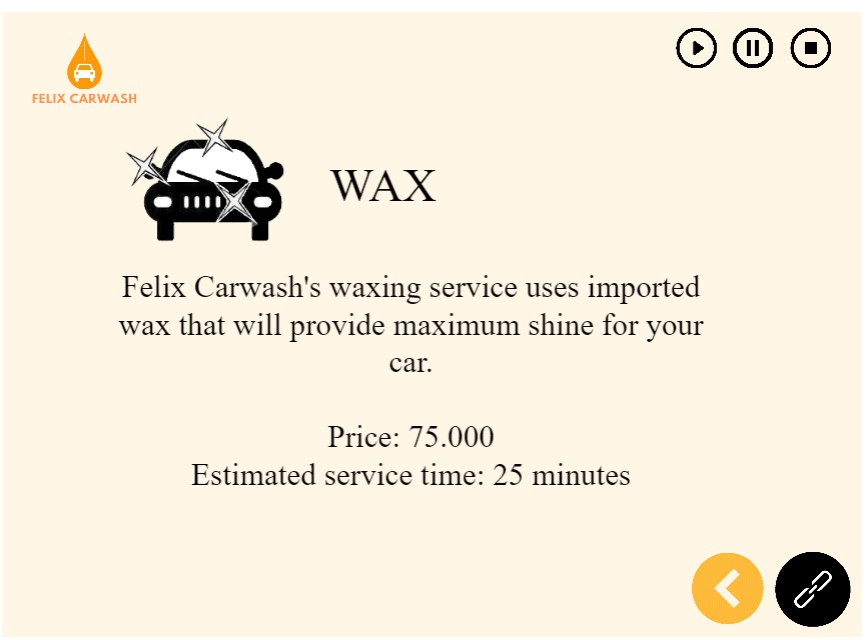 FELIX CARWASH
WAX
Felix Carwash's waxing service uses imported
wax that will provide maximum shine for your
car.
Price: 75.000
Estimated service time: 25 minutes